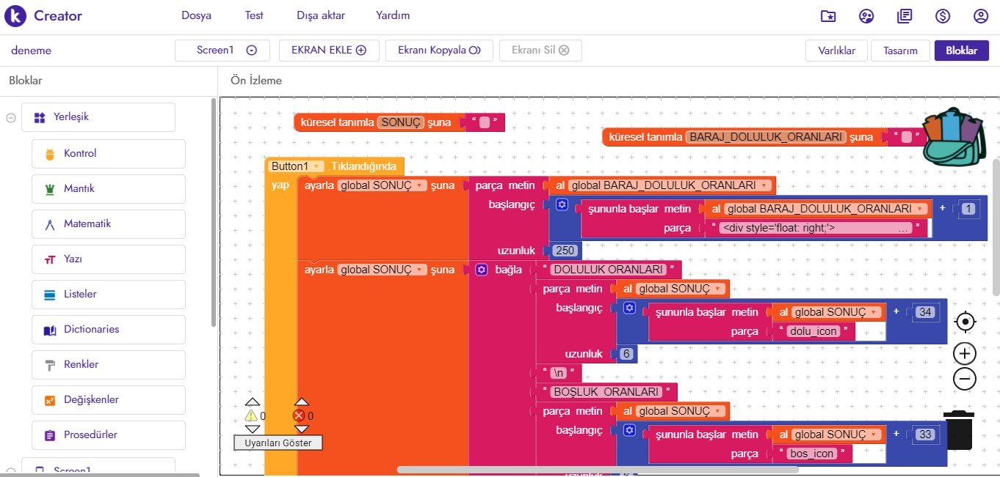 Creator Dosya Test Dışa aktar Yardım
deneme Screen1 EKRAN EKLE Ekranı Kopyala Ekranı Sil Varlıklar Tasarım Bloklar
Bloklar
Ön İzleme
Yerleşik
Kontrol
Mantık
Matematik
Yazı
Listeler
Dictionaries
Renkler
Değişkenler
Prosedürler
Screen1
küresel tanımla SONUÇ şuna “ ”
küresel tanımla BARAJ_DOLULUK_ORANLARI şuna “ ”
Button1 .Tıklandığında
yap ayarla global SONUÇ şuna parça metin al global BARAJ_DOLULUK_ORANLARI
başlangıç şununla başlar metin al global BARAJ_DOLULUK_ORANLARI + 1
parça “ <div style='float: right;'> ... ”
uzunluk 250
ayarla global SONUÇ şuna bağla “ DOLULUK ORANLARI ”
parça metin al global SONUÇ
başlangıç şununla başlar metin al global SONUÇ + 34
parça “ dolu_icon ”
uzunluk 6
“ \n ”
“ BOŞLUK ORANLARI ”
parça metin al global SONUÇ
başlangıç şununla başlar metin al global SONUÇ + 33
parça “ bos_icon ”
uzunluk
0 0
Uyarıları Göster